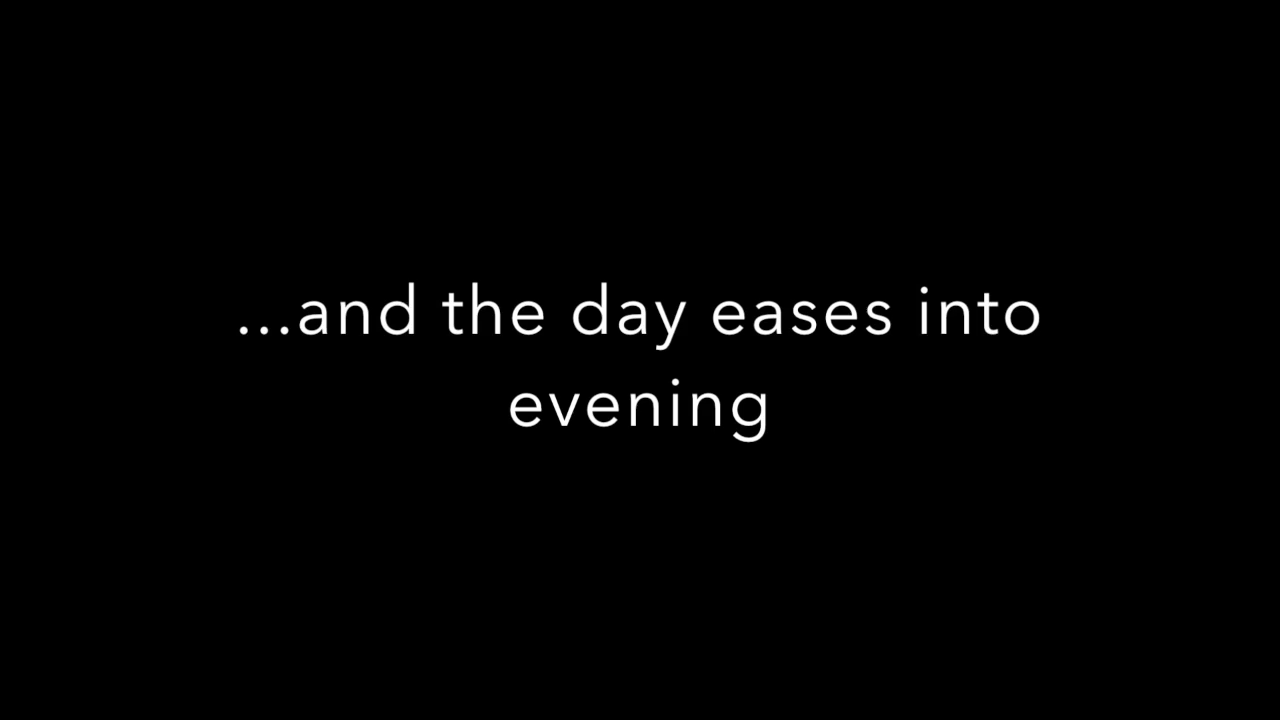 ...and the day eases into
evening